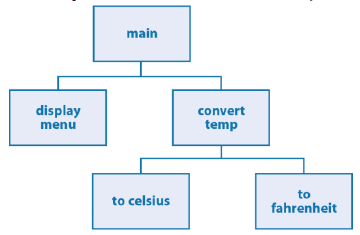 main
display
menu
convert
temp
to celsius
to
fahrenheit